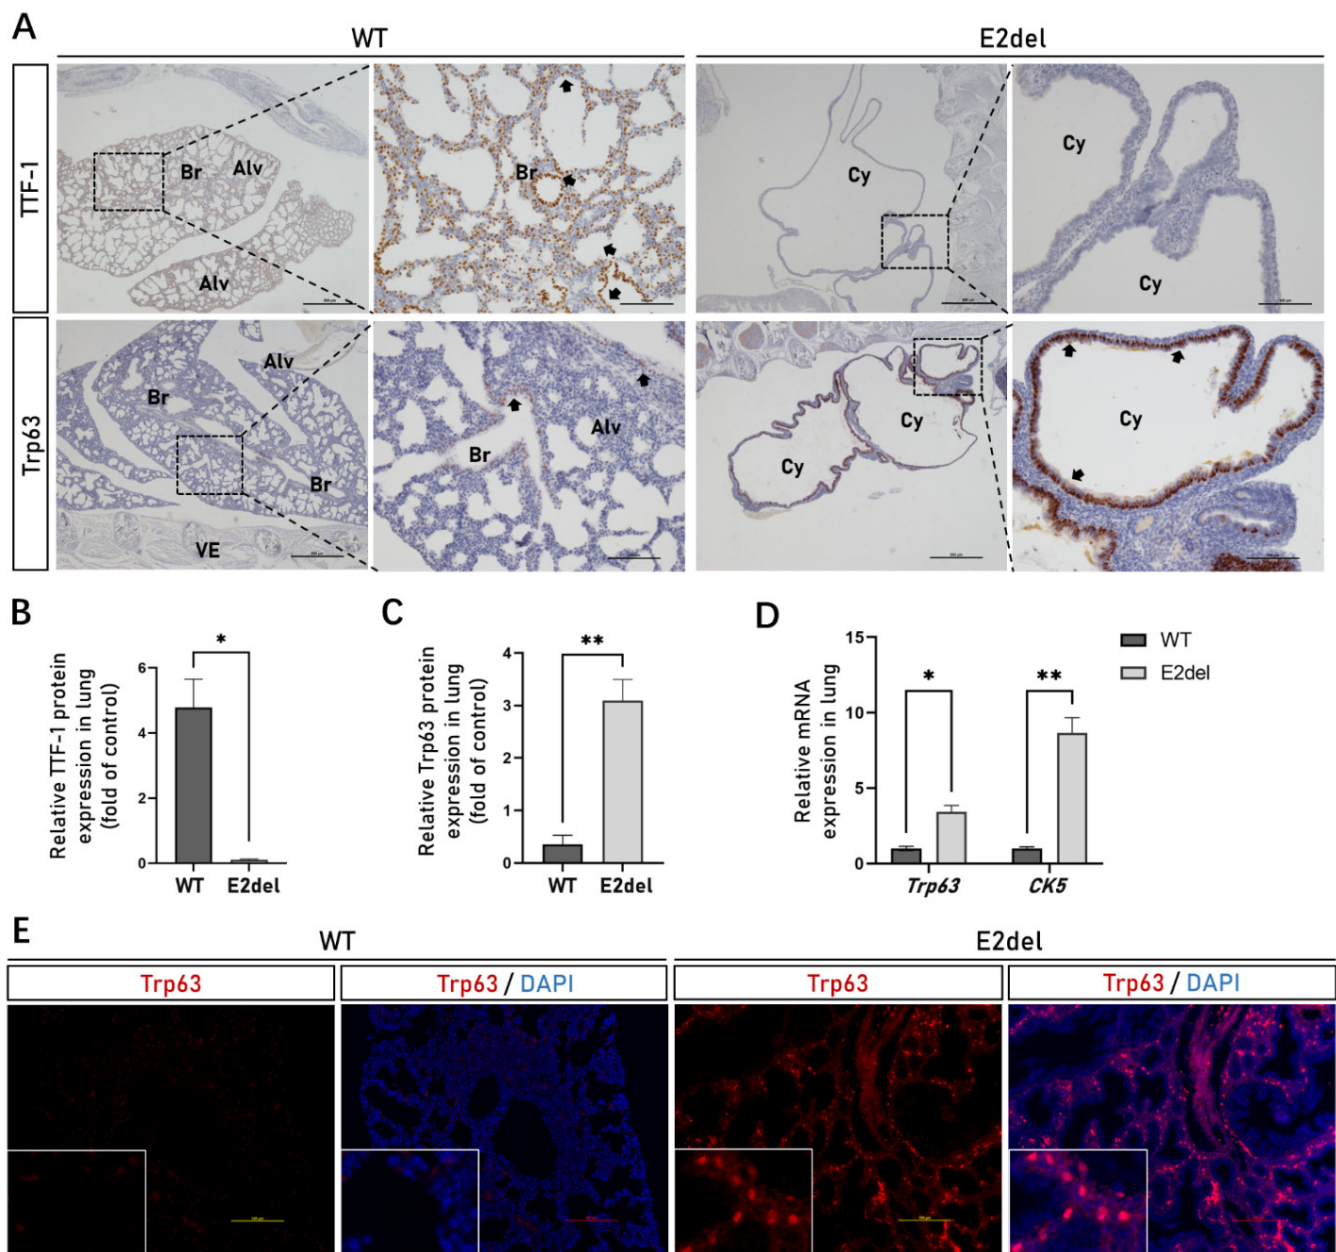 A
WT
E2del
TTF-1
Br
Alv
Alv
Br
Cy
Cy
Cy
Trp63
Alv
Br
Br
VE
Alv
Br
Cy
Cy
Cy
B
Relative TTF-1 protein
expression in lung
(fold of control)
6
4
2
0
*
WT
E2del
C
Relative Trp63 protein
expression in lung
(fold of control)
4
3
2
1
0
**
WT
E2del
D
Relative mRNA
expression in lung
15
10
5
0
*
**
Trp63
CK5
WT
E2del
E
WT
E2del
Trp63
Trp63 / DAPI
Trp63
Trp63 / DAPI